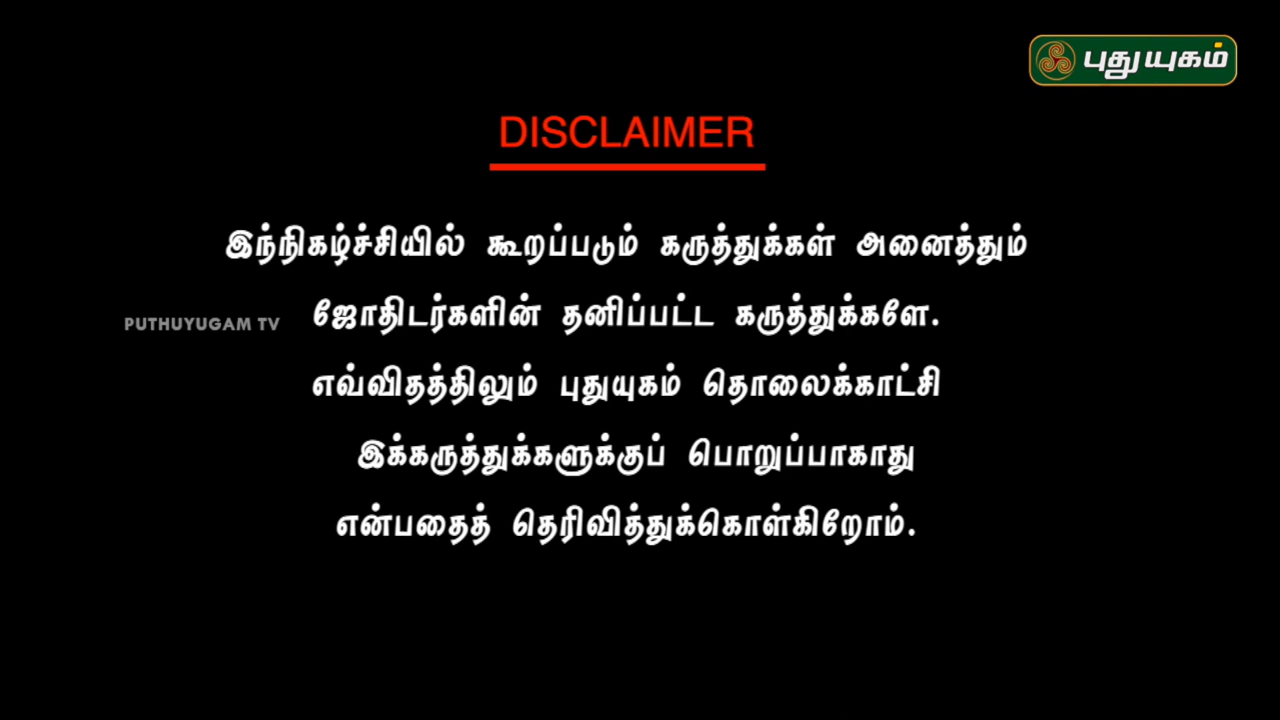 புதுயுகம்
DISCLAIMER
இந்நிகழ்ச்சியில் கூறப்படும் கருத்துக்கள் அனைத்தும்
PUTHUYUGAM TV
ஜோதிடர்களின் தனிப்பட்ட கருத்துக்களே.
எவ்விதத்திலும் புதுயுகம் தொலைக்காட்சி
இக்கருத்துக்களுக்குப் பொறுப்பாகாது
என்பதைத் தெரிவித்துக்கொள்கிறோம்.